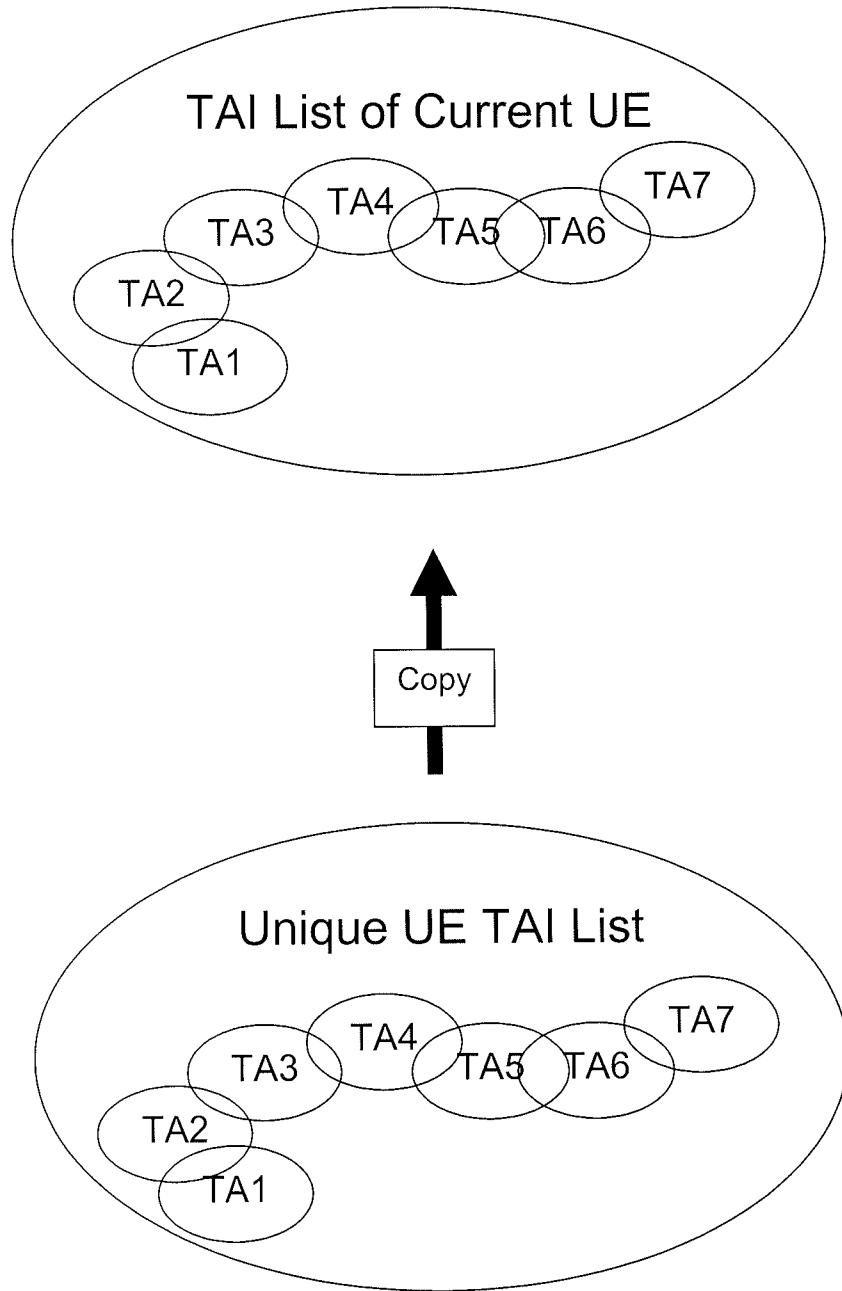 TAI List of Current UE
TA7
TA4
TA3
TA5
TA6
TA2
TA1
Copy
Unique UE TAI List
TA7
TA4
TA3
TA5
TA6
TA2
TA1